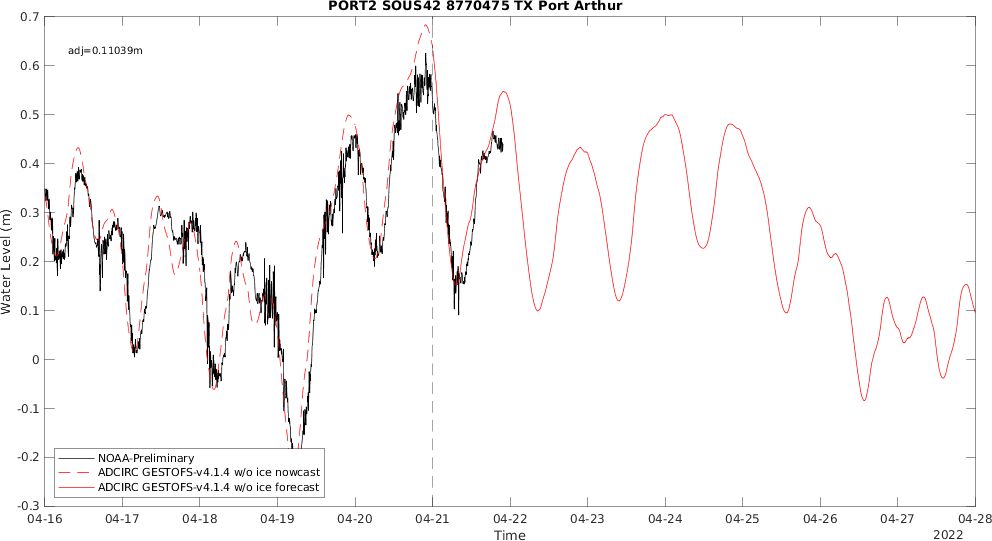 PORT2 SOUS42 8770475 TX Port Arthur
adj=0.11039m
0.7
0.6
0.5
0.4
0.3
0.2
0.1
0
-0.1
-0.2
-0.3
Water Level (m)
NOAA-Preliminary
ADCIRC GESTOFS-v4.1.4 w/o ice nowcast
ADCIRC GESTOFS-v4.1.4 w/o ice forecast
04-16 04-17 04-18 04-19 04-20 04-21 04-22 04-23 04-24 04-25 04-26 04-27 04-28
Time
2022